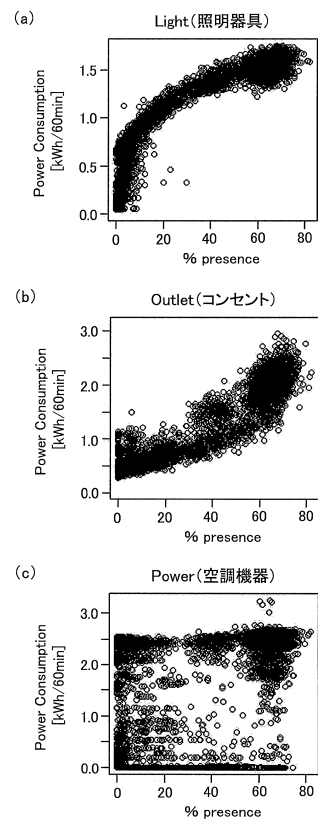 (a)
Light(照明器具)
Power Consumption
[kWh/60min]
1.5
1.0
0.5
0.0
0 20 40 60 80
% presence
(b)
Outlet(コンセント)
Power Consumption
[kWh/60min]
3.0
2.0
1.0
0.0
0 20 40 60 80
% presence
(c)
Power(空調機器)
Power Consumption
[kWh/60min]
3.0
2.0
1.0
0.0
0 20 40 60 80
% presence